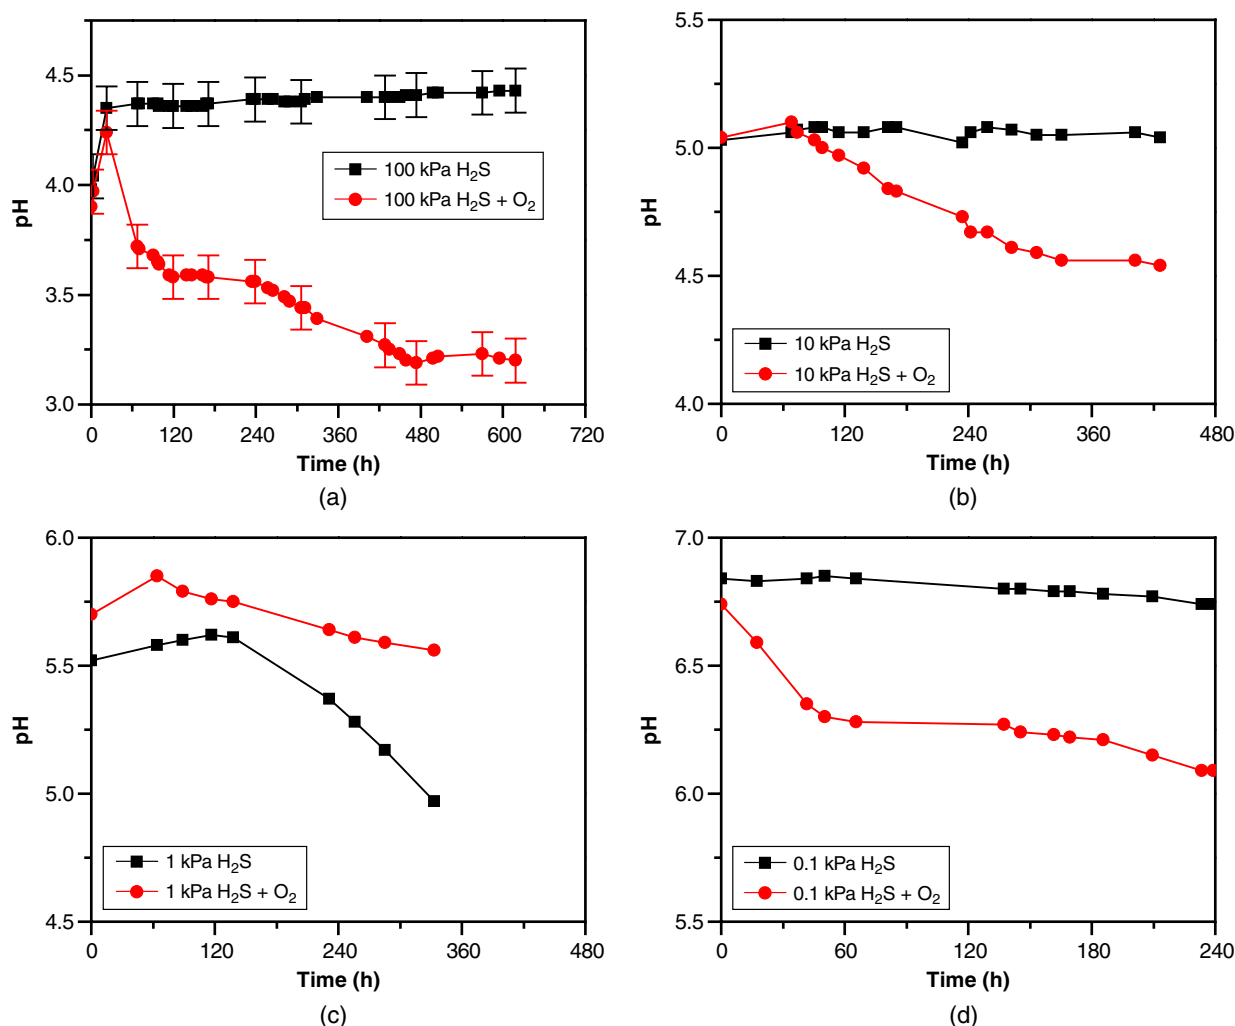 4.5
4.0
3.5
3.0
pH
100 kPa H₂S
100 kPa H₂S + O₂
0 120 240 360 480 600 720
Time (h)
(a)
5.5
5.0
4.5
4.0
pH
10 kPa H₂S
10 kPa H₂S + O₂
0 120 240 360 480
Time (h)
(b)
6.0
5.5
5.0
4.5
pH
1 kPa H₂S
1 kPa H₂S + O₂
0 120 240 360 480
Time (h)
(c)
7.0
6.5
6.0
5.5
pH
0.1 kPa H₂S
0.1 kPa H₂S + O₂
0 60 120 180 240
Time (h)
(d)